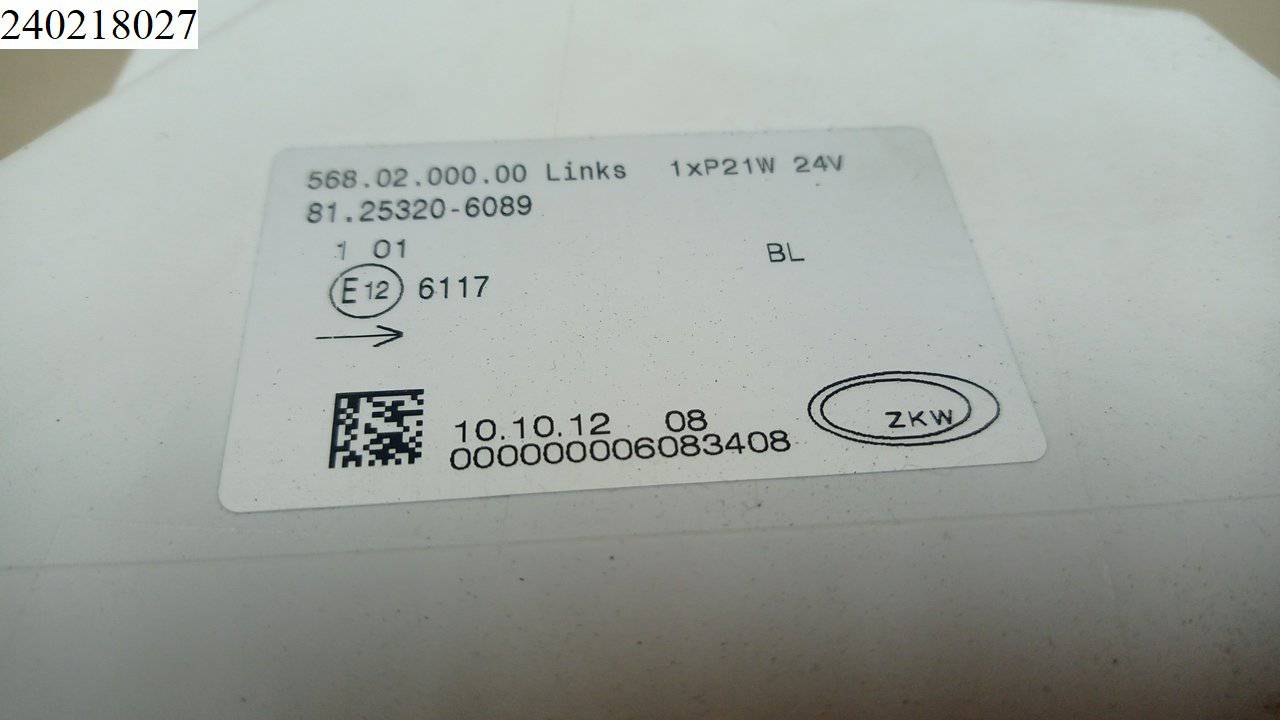 240218027
568.02.000.00 Links 1xP21W 24V
81.25320-6089
1 01
BL
E12 6117
10.10.12 08
000000006083408
ZKW